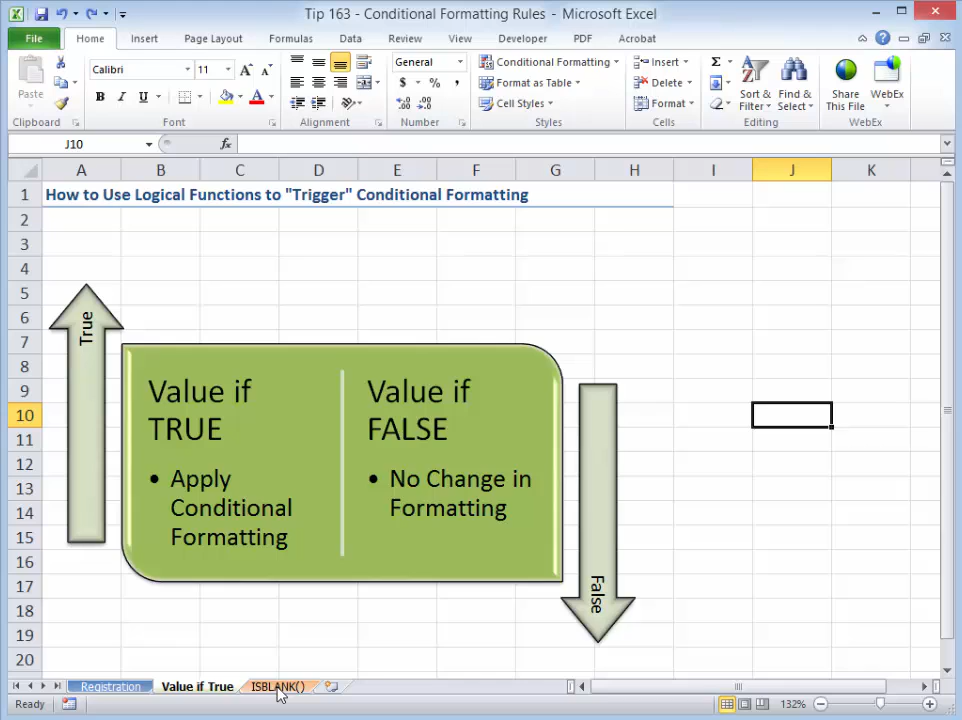 Tip 163 - Conditional Formatting Rules - Microsoft Excel
File Home Insert Page Layout Formulas Data Review View Developer PDF Acrobat
Paste
Calibri 11
B I U
A A
General
$ % ,
Conditional Formatting
Format as Table
Cell Styles
Insert
Delete
Format
Σ
Sort & Filter
Find & Select
Share This File
WebEx
Clipboard Font Alignment Number Styles Cells Editing WebEx
J10 fx
A B C D E F G H I J K
1 How to Use Logical Functions to "Trigger" Conditional Formatting
2
3
4
5
6
7
8
9
10
11
12
13
14
15
16
17
18
19
20
True
Value if
TRUE
• Apply
Conditional
Formatting
Value if
FALSE
• No Change in
Formatting
False
Registration Value if True ISBLANK()
Ready 132%